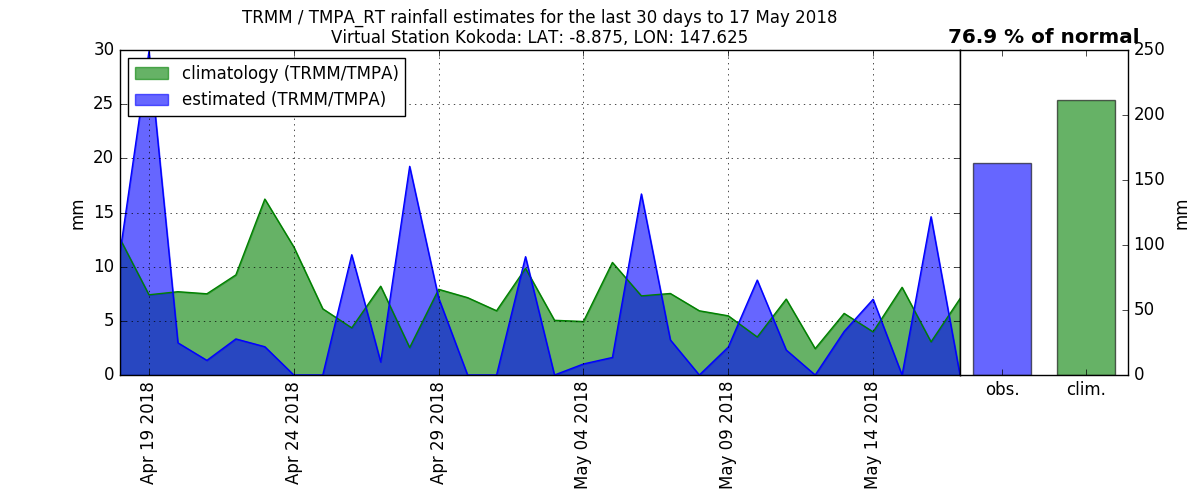 TRMM / TMPA_RT rainfall estimates for the last 30 days to 17 May 2018
Virtual Station Kokoda: LAT: -8.875, LON: 147.625
76.9 % of normal
climatology (TRMM/TMPA)
estimated (TRMM/TMPA)
30
25
20
15
10
5
0
mm
Apr 19 2018
Apr 24 2018
Apr 29 2018
May 04 2018
May 09 2018
May 14 2018
obs.
clim.
250
200
150
100
50
0
mm